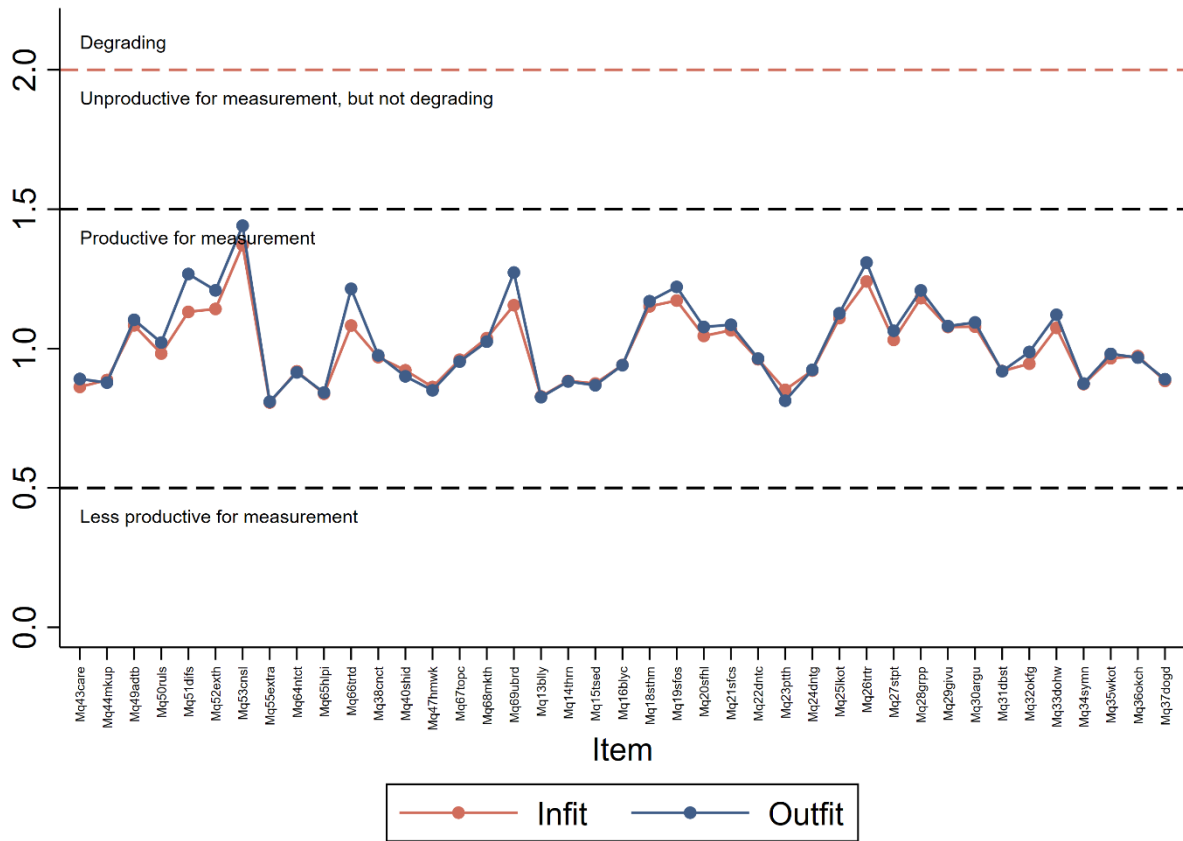 Degrading
2.0
Unproductive for measurement, but not degrading
1.5
Productive for measurement
1.0
0.5
Less productive for measurement
0.0
Mq43care
Mq44mkup
Mq49adtb
Mq50ruls
Mq51difs
Mq52exth
Mq53cnsl
Mq55extra
Mq64ntct
Mq65hlpi
Mq66trtd
Mq38cnct
Mq40shid
Mq47hmwk
Mq67topc
Mq68mkth
Mq69ubrd
Mq13blly
Mq14thrn
Mq15tsed
Mq16blyc
Mq18sthm
Mq19sfos
Mq20sfhl
Mq21sfcs
Mq22dntc
Mq23ptth
Mq24dntg
Mq25lkot
Mq26trtr
Mq27stpt
Mq28grpp
Mq29givu
Mq30argu
Mq31dbst
Mq32okfg
Mq33dohw
Mq34symn
Mq35wkot
Mq36okch
Mq37dogd
Item
Infit
Outfit